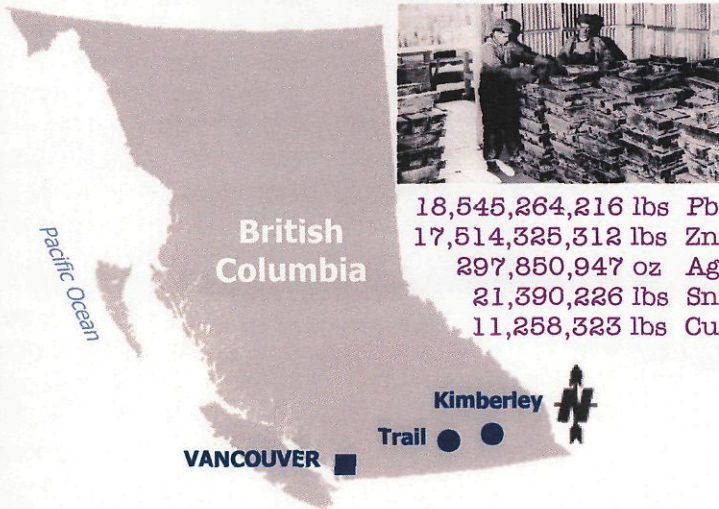 18,545,264,216 lbs Pb
17,514,325,312 lbs Zn
297,850,947 oz Ag
21,390,226 lbs Sn
11,258,323 lbs Cu
British
Columbia
Pacific Ocean
Kimberley
N
Trail
VANCOUVER